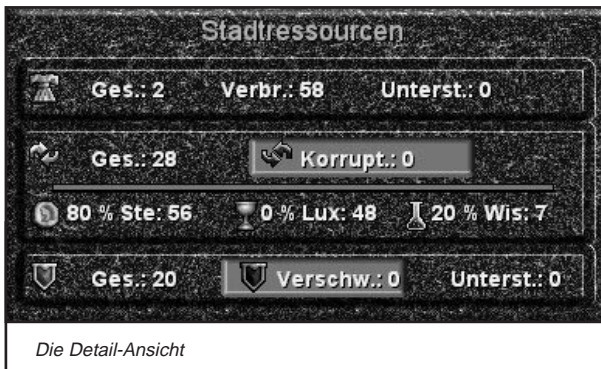 Stadtressourcen
Ges.: 2 Verbr.: 58 Unterst.: 0
Ges.: 28 Korrupt.: 0
80 % Ste: 56 0 % Lux: 48 20 % Wis: 7
Ges.: 20 Verschw.: 0 Unterst.: 0
Die Detail-Ansicht